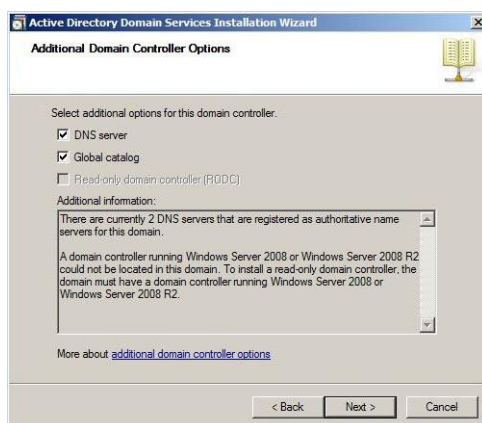 Active Directory Domain Services Installation Wizard
Additional Domain Controller Options
Select additional options for this domain controller.
DNS server
Global catalog
Read-only domain controller (RODC)
Additional information:
There are currently 2 DNS servers that are registered as authoritative name
servers for this domain.
A domain controller running Windows Server 2008 or Windows Server 2008 R2
could not be located in this domain. To install a read-only domain controller, the
domain must have a domain controller running Windows Server 2008 or
Windows Server 2008 R2.
More about additional domain controller options
< Back
Next >
Cancel